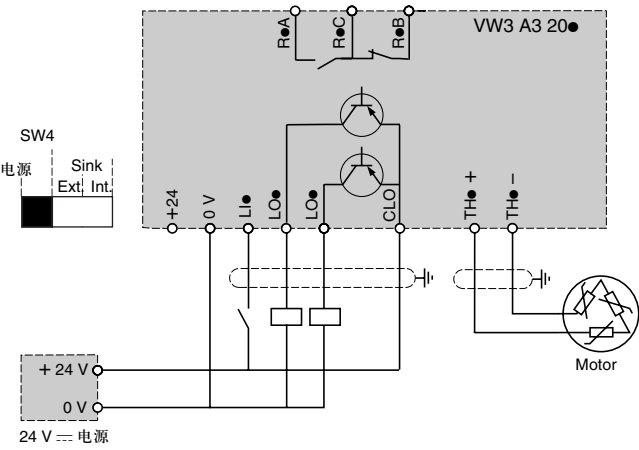 R●A
R●C
R●B
VW3 A3 20●
SW4
电源
Sink
Ext.
Int.
+24
0 V
LI●
LO●
LO●
CLO
TH● +
TH● –
Motor
+ 24 V
0 V
24 V ⎓ 电源